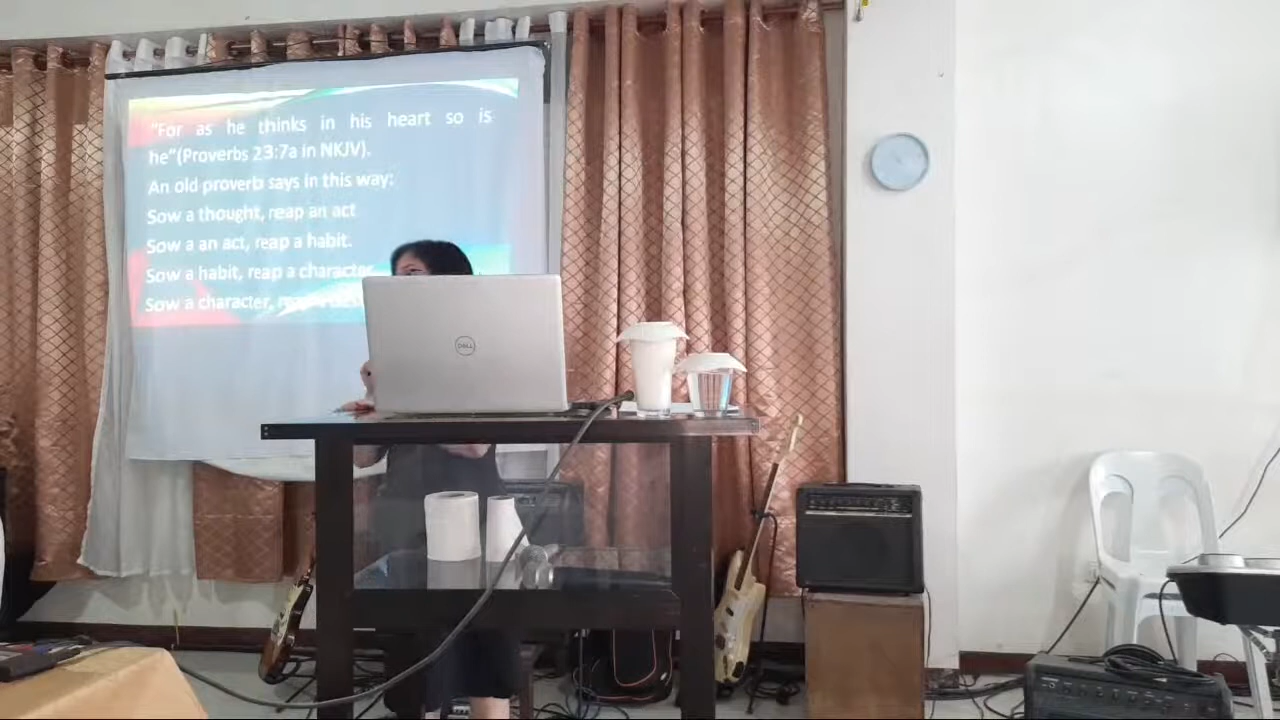 "For as he thinks in his heart so is
he"(Proverbs 23:7a in NKJV).
An old proverb says in this way:
Sow a thought, reap an act
Sow a an act, reap a habit.
Sow a habit, reap a character
Sow a character, reap a
DELL